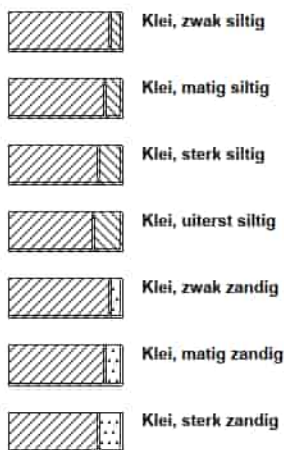 Klei, zwak siltig
Klei, matig siltig
Klei, sterk siltig
Klei, uiterst siltig
Klei, zwak zandig
Klei, matig zandig
Klei, sterk zandig